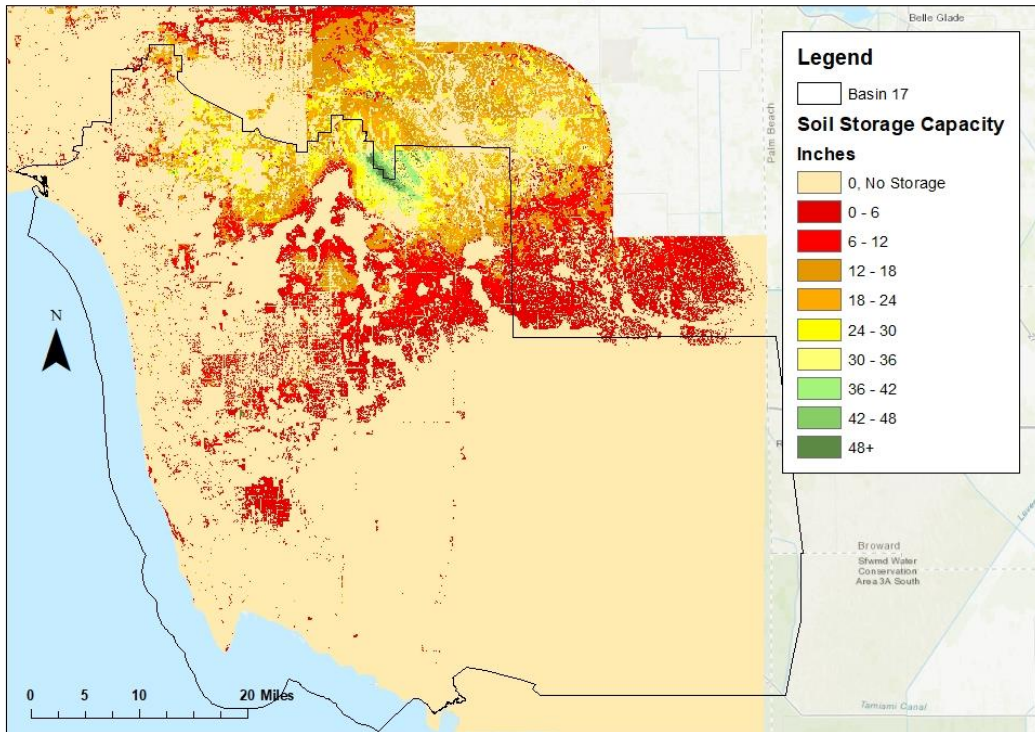 Belle Glade
Legend
Basin 17
Soil Storage Capacity
Inches
0, No Storage
0 - 6
6 - 12
12 - 18
18 - 24
24 - 30
30 - 36
36 - 42
42 - 48
48+
Palm Beach
N
Broward
Sfwmd Water
Conservation
Area 3A South
0 5 10 20 Miles
Tamiami Canal